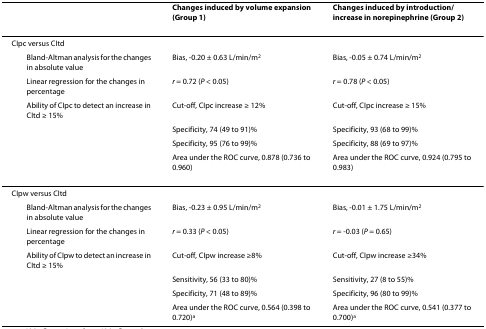 Changes induced by volume expansion (Group 1)
Changes induced by introduction/increase in norepinephrine (Group 2)
CIpc versus CItd
Bland-Altman analysis for the changes in absolute value
Bias, -0.20 ± 0.63 L/min/m²
Bias, -0.05 ± 0.74 L/min/m²
Linear regression for the changes in percentage
r = 0.72 (P < 0.05)
r = 0.78 (P < 0.05)
Ability of CIpc to detect an increase in CItd ≥ 15%
Cut-off, CIpc increase ≥ 12%
Cut-off, CIpc increase ≥ 15%
Specificity, 74 (49 to 91)%
Specificity, 93 (68 to 99)%
Specificity, 95 (76 to 99)%
Specificity, 88 (69 to 97)%
Area under the ROC curve, 0.878 (0.736 to 0.960)
Area under the ROC curve, 0.924 (0.795 to 0.983)
CIpw versus CItd
Bland-Altman analysis for the changes in absolute value
Bias, -0.23 ± 0.95 L/min/m²
Bias, -0.01 ± 1.75 L/min/m²
Linear regression for the changes in percentage
r = 0.33 (P < 0.05)
r = -0.03 (P = 0.65)
Ability of CIpw to detect an increase in CItd ≥ 15%
Cut-off, CIpw increase ≥8%
Cut-off, CIpw increase ≥34%
Sensitivity, 56 (33 to 80)%
Sensitivity, 27 (8 to 55)%
Specificity, 71 (48 to 89)%
Specificity, 96 (80 to 99)%
Area under the ROC curve, 0.564 (0.398 to 0.720)ª
Area under the ROC curve, 0.541 (0.377 to 0.700)ª